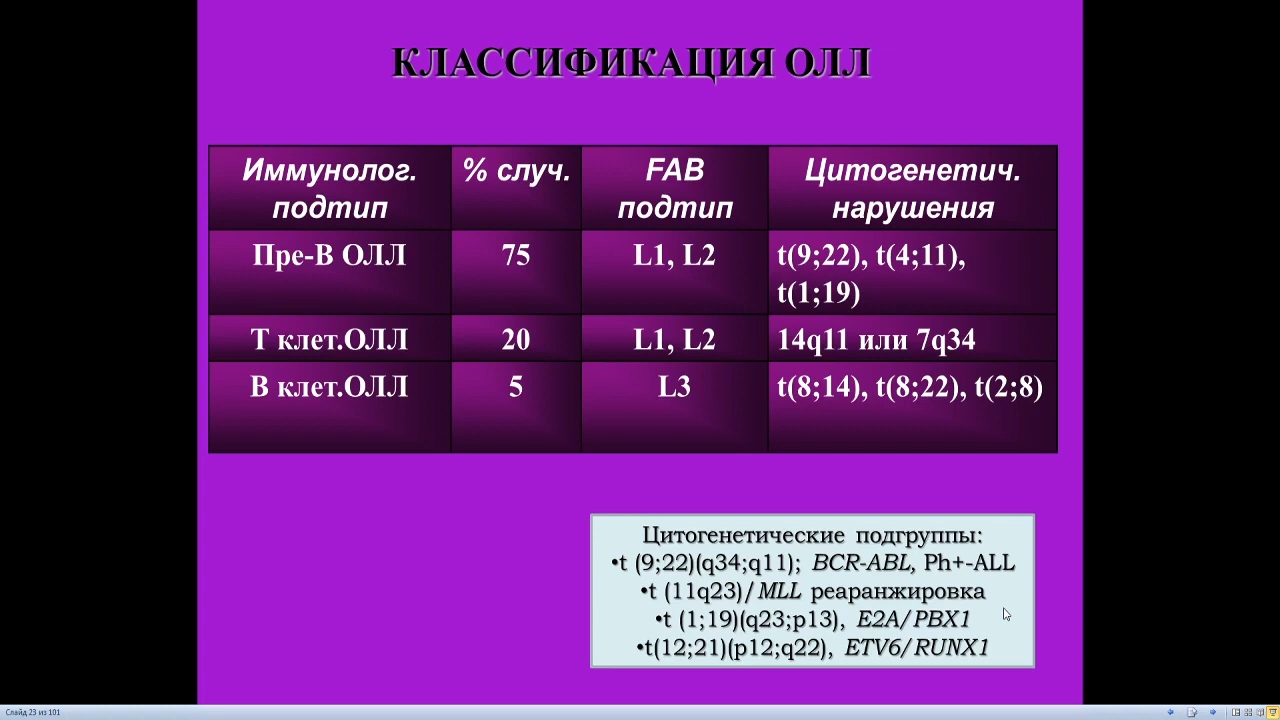 КЛАССИФИКАЦИЯ ОЛЛ
Иммунолог. подтип
% случ.
FAB подтип
Цитогенетич. нарушения
Пре-В ОЛЛ
75
L1, L2
t(9;22), t(4;11),
t(1;19)
Т клет.ОЛЛ
20
L1, L2
14q11 или 7q34
В клет.ОЛЛ
5
L3
t(8;14), t(8;22), t(2;8)
Цитогенетические подгруппы:
•t (9;22)(q34;q11); BCR-ABL, Ph+-ALL
•t (11q23)/MLL реаранжировка
•t (1;19)(q23;p13), E2A/PBX1
•t(12;21)(p12;q22), ETV6/RUNX1
Слайд 23 из 101